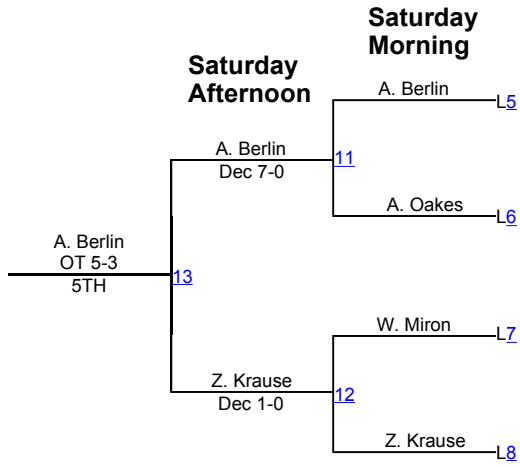 Saturday
Morning
Saturday
Afternoon
A. Berlin
L5
A. Berlin
Dec 7-0
11
A. Oakes
L6
A. Berlin
OT 5-3
5TH
13
W. Miron
L7
Z. Krause
Dec 1-0
12
Z. Krause
L8